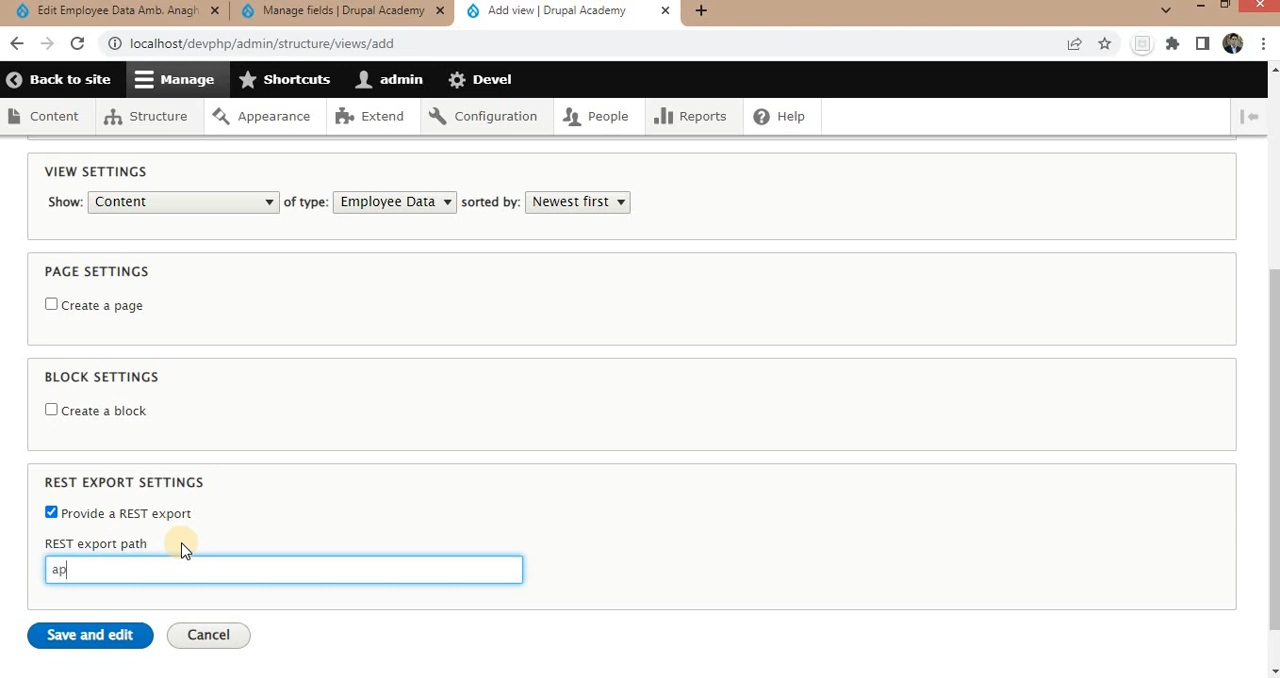 Edit Employee Data Amb. Anagh
Manage fields | Drupal Academy
Add view | Drupal Academy
localhost/devphp/admin/structure/views/add
Back to site
Manage
Shortcuts
admin
Devel
Content
Structure
Appearance
Extend
Configuration
People
Reports
Help
VIEW SETTINGS
Show: Content of type: Employee Data sorted by: Newest first
PAGE SETTINGS
Create a page
BLOCK SETTINGS
Create a block
REST EXPORT SETTINGS
Provide a REST export
REST export path
ap
Save and edit
Cancel